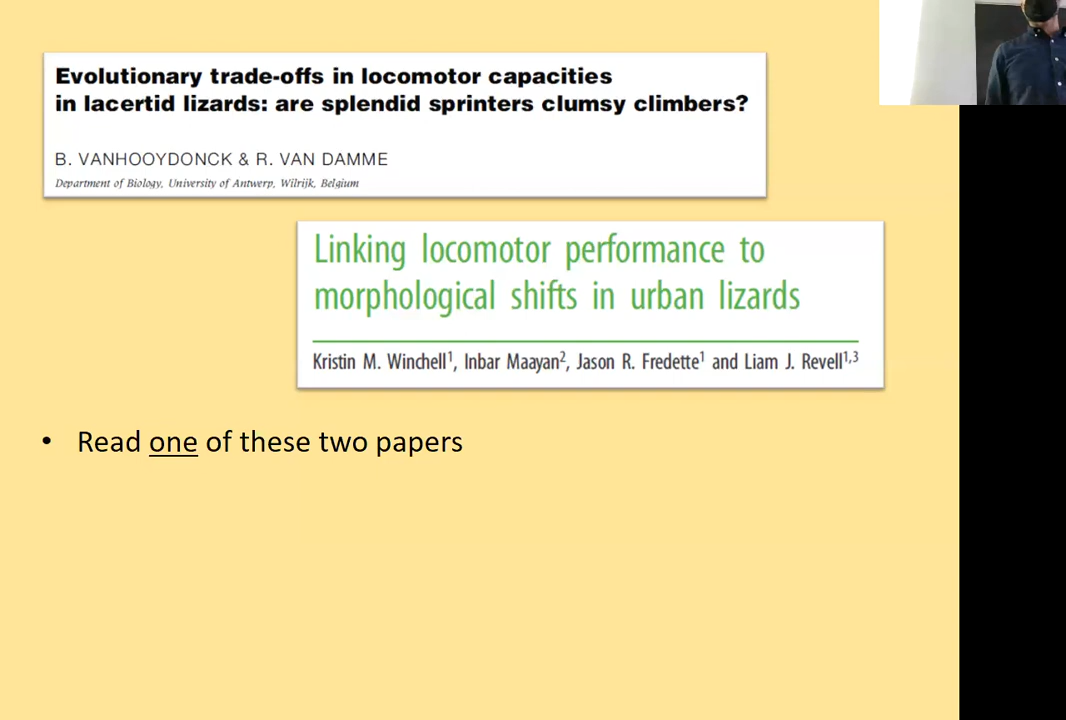 Evolutionary trade-offs in locomotor capacities
in lacertid lizards: are splendid sprinters clumsy climbers?
B. VANHOOYDONCK & R. VAN DAMME
Department of Biology, University of Antwerp, Wilrijk, Belgium
Linking locomotor performance to
morphological shifts in urban lizards
Kristin M. Winchell¹, Inbar Maayan², Jason R. Fredette¹ and Liam J. Revell¹,³
• Read one of these two papers